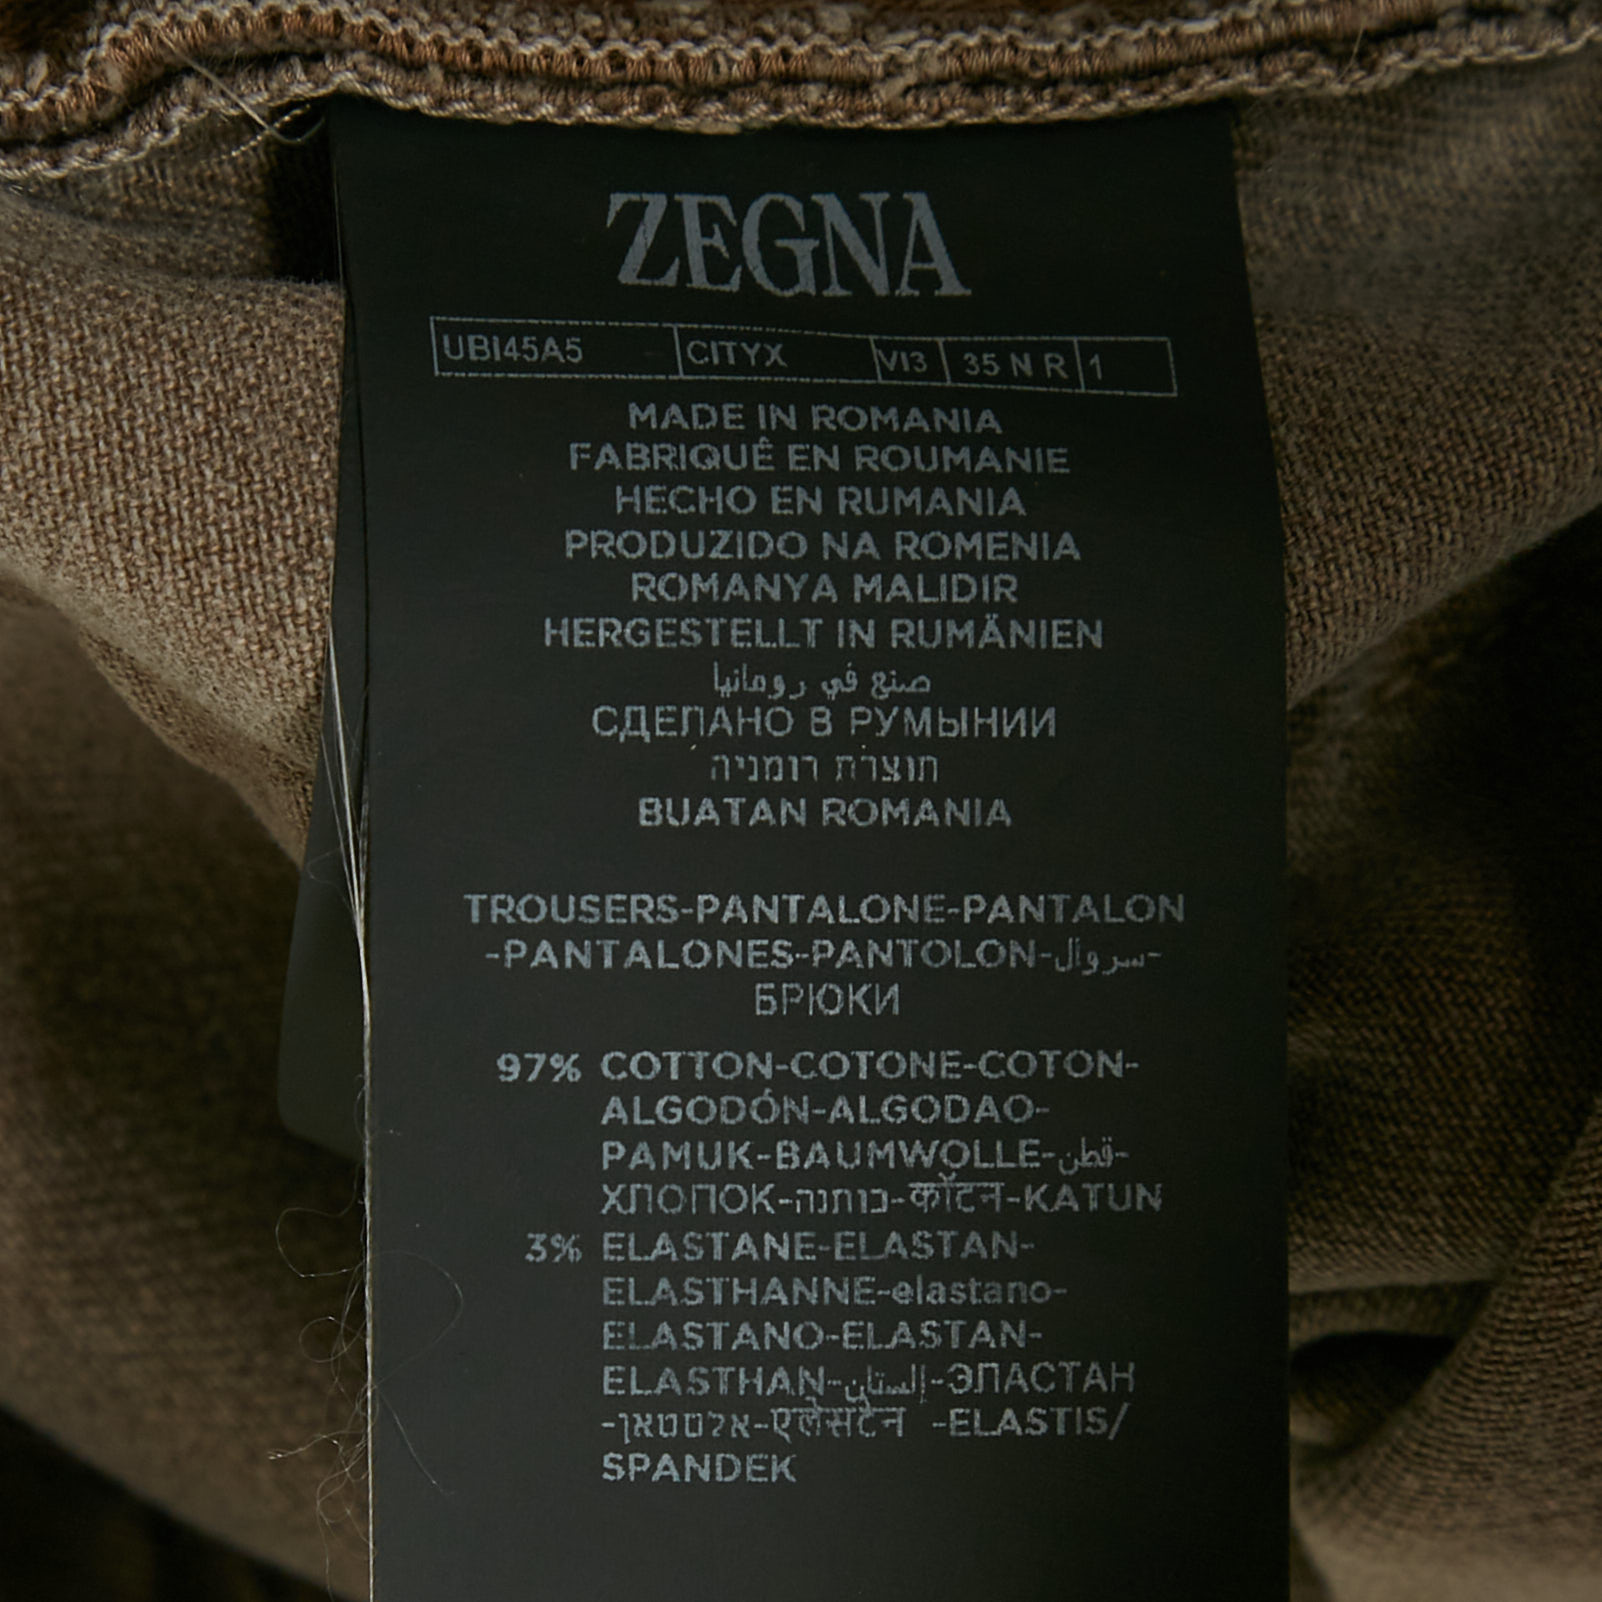 ZEGNA
UBI45A5 CITYX VI3 35 N R 1
MADE IN ROMANIA
FABRIQUÊ EN ROUMANIE
HECHO EN RUMANIA
PRODUZIDO NA ROMENIA
ROMANYA MALIDIR
HERGESTELLT IN RUMÄNIEN
صنع في رومانيا
СДЕЛАНО В РУМЫНИИ
תוצרת רומניה
BUATAN ROMANIA
TROUSERS-PANTALONE-PANTALON
-PANTALONES-PANTOLON-سروال-
БРЮКИ
97% COTTON-COTONE-COTON-
ALGODÓN-ALGODAO-
PAMUK-BAUMWOLLE-قطن-
ХЛОПОК-כותנה-कॉटन-KATUN
3% ELASTANE-ELASTAN-
ELASTHANNE-elastano-
ELASTANO-ELASTAN-
ELASTHAN-إلستان-ЭЛАСТАН
-אלסטאן-एलेसटेन -ELASTIS/
SPANDEK